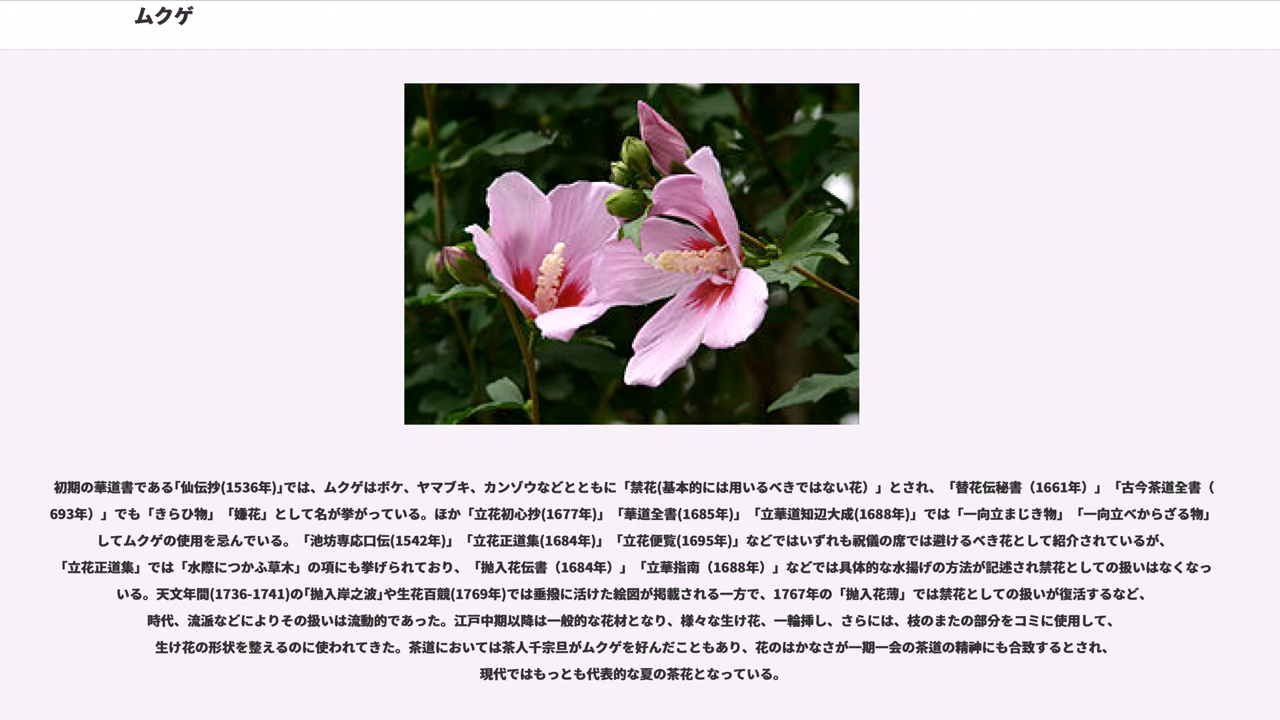 ムクゲ
初期の華道書である｢仙伝抄(1536年)｣では、ムクゲはボケ、ヤマブキ、カンゾウなどとともに「禁花(基本的には用いるべきではない花）」とされ、「替花伝秘書（1661年）」「古今茶道全書（
693年）」でも「きらひ物」「嫌花」として名が挙がっている。ほか「立花初心抄(1677年)」「華道全書(1685年)」「立華道知辺大成(1688年)」では「一向立まじき物」「一向立べからざる物」
してムクゲの使用を忌んでいる。「池坊専応口伝(1542年)」「立花正道集(1684年)」「立花便覧(1695年)」などではいずれも祝儀の席では避けるべき花として紹介されているが、
「立花正道集」では「水際につかふ草木」の項にも挙げられており、「抛入花伝書（1684年）」「立華指南（1688年）」などでは具体的な水揚げの方法が記述され禁花としての扱いはなくなっ
いる。天文年間(1736-1741)の｢抛入岸之波｣や生花百競(1769年)では垂撥に活けた絵図が掲載される一方で、1767年の「抛入花薄」では禁花としての扱いが復活するなど、
時代、流派などによりその扱いは流動的であった。江戸中期以降は一般的な花材となり、様々な生け花、一輪挿し、さらには、枝のまたの部分をコミに使用して、
生け花の形状を整えるのに使われてきた。茶道においては茶人千宗旦がムクゲを好んだこともあり、花のはかなさが一期一会の茶道の精神にも合致するとされ、
現代ではもっとも代表的な夏の茶花となっている。